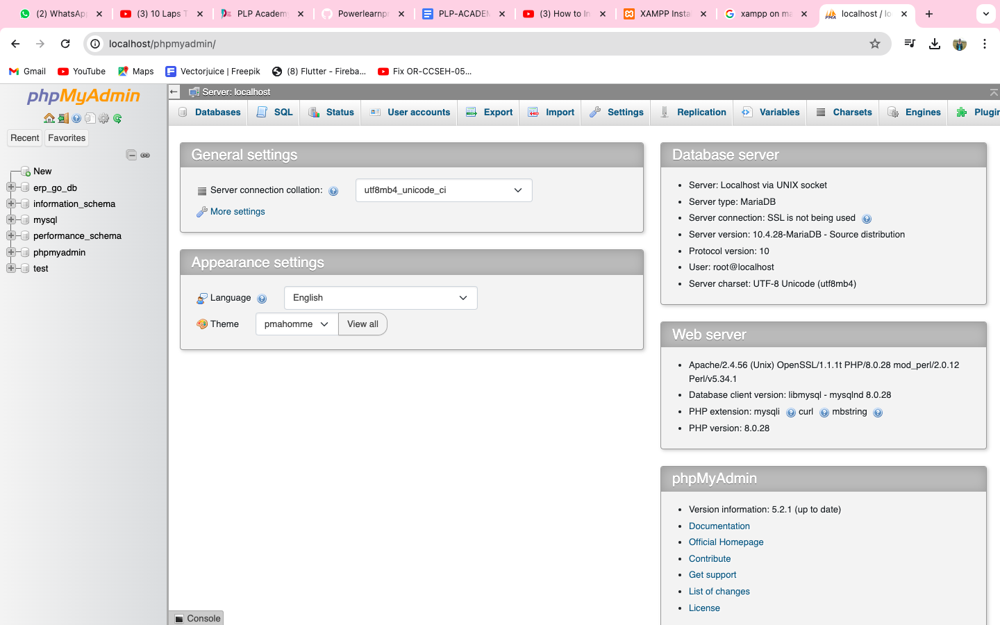 (2) WhatsApp
(3) 10 Laps T
PLP Academ
Powerlearnpr
PLP-ACADEM
(3) How to In
XAMPP Insta
xampp on ma
localhost / lo
localhost/phpmyadmin/
Gmail
YouTube
Maps
Vectorjuice | Freepik
(8) Flutter - Fireba...
Fix OR-CCSEH-05...
phpMyAdmin
Recent
Favorites
New
erp_go_db
information_schema
mysql
performance_schema
phpmyadmin
test
Server: localhost
Databases
SQL
Status
User accounts
Export
Import
Settings
Replication
Variables
Charsets
Engines
Plugin
General settings
Server connection collation:
utf8mb4_unicode_ci
More settings
Appearance settings
Language
English
Theme
pmahomme
View all
Database server
Server: Localhost via UNIX socket
Server type: MariaDB
Server connection: SSL is not being used
Server version: 10.4.28-MariaDB - Source distribution
Protocol version: 10
User: root@localhost
Server charset: UTF-8 Unicode (utf8mb4)
Web server
Apache/2.4.56 (Unix) OpenSSL/1.1.1t PHP/8.0.28 mod_perl/2.0.12
Perl/v5.34.1
Database client version: libmysql - mysqlnd 8.0.28
PHP extension: mysqli curl mbstring
PHP version: 8.0.28
phpMyAdmin
Version information: 5.2.1 (up to date)
Documentation
Official Homepage
Contribute
Get support
List of changes
License
Console